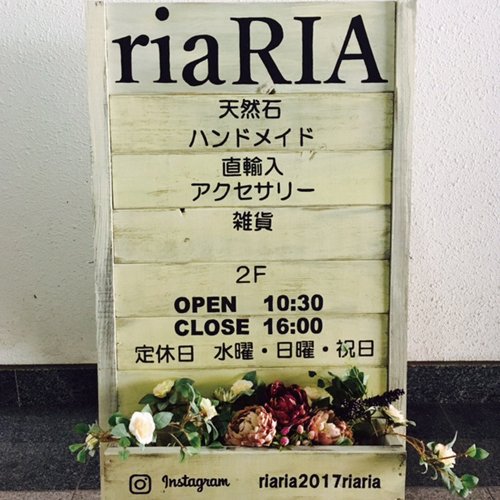 riaRIA
天然石
ハンドメイド
直輸入
アクセサリー
雑貨
2F
OPEN 10:30
CLOSE 16:00
定休日 水曜・日曜・祝日
Instagram riaria2017riaria